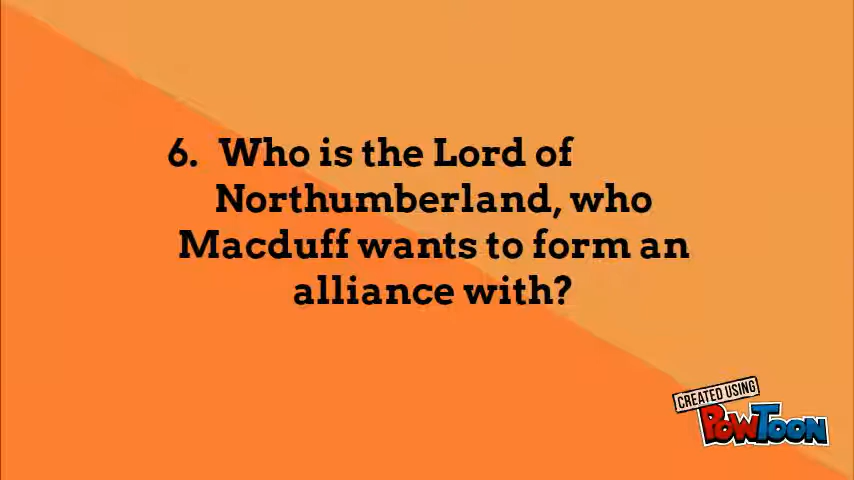 6. Who is the Lord of
Northumberland, who
Macduff wants to form an
alliance with?
CREATED USING
POWTOON